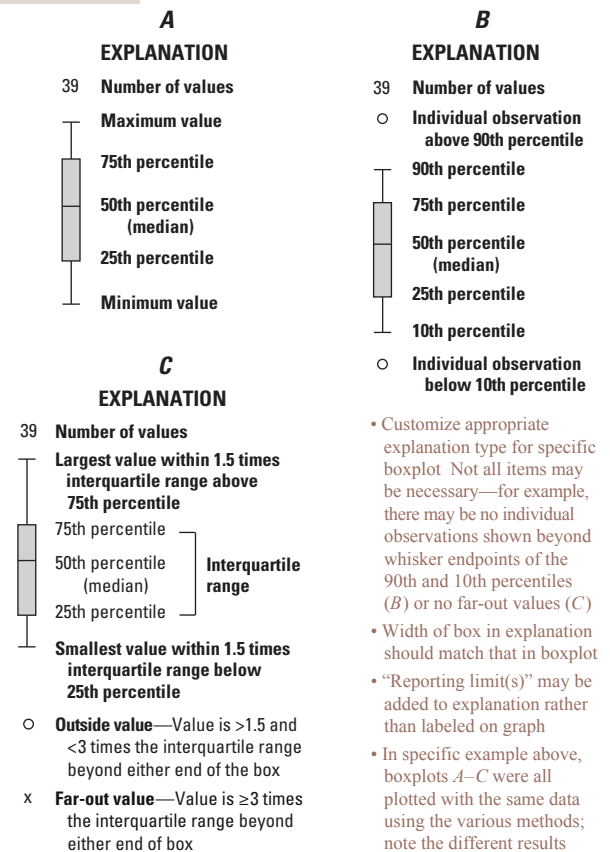 A
EXPLANATION
39 Number of values
Maximum value
75th percentile
50th percentile
(median)
25th percentile
Minimum value
B
EXPLANATION
39 Number of values
Individual observation
above 90th percentile
90th percentile
75th percentile
50th percentile
(median)
25th percentile
10th percentile
Individual observation
below 10th percentile
C
EXPLANATION
39 Number of values
Largest value within 1.5 times
interquartile range above
75th percentile
75th percentile
50th percentile
(median)
25th percentile
Interquartile
range
Smallest value within 1.5 times
interquartile range below
25th percentile
Outside value—Value is >1.5 and
<3 times the interquartile range
beyond either end of the box
x Far-out value—Value is ≥3 times
the interquartile range beyond
either end of box
• Customize appropriate
explanation type for specific
boxplot Not all items may
be necessary—for example,
there may be no individual
observations shown beyond
whisker endpoints of the
90th and 10th percentiles
(B) or no far-out values (C)
• Width of box in explanation
should match that in boxplot
• “Reporting limit(s)” may be
added to explanation rather
than labeled on graph
• In specific example above,
boxplots A–C were all
plotted with the same data
using the various methods;
note the different results